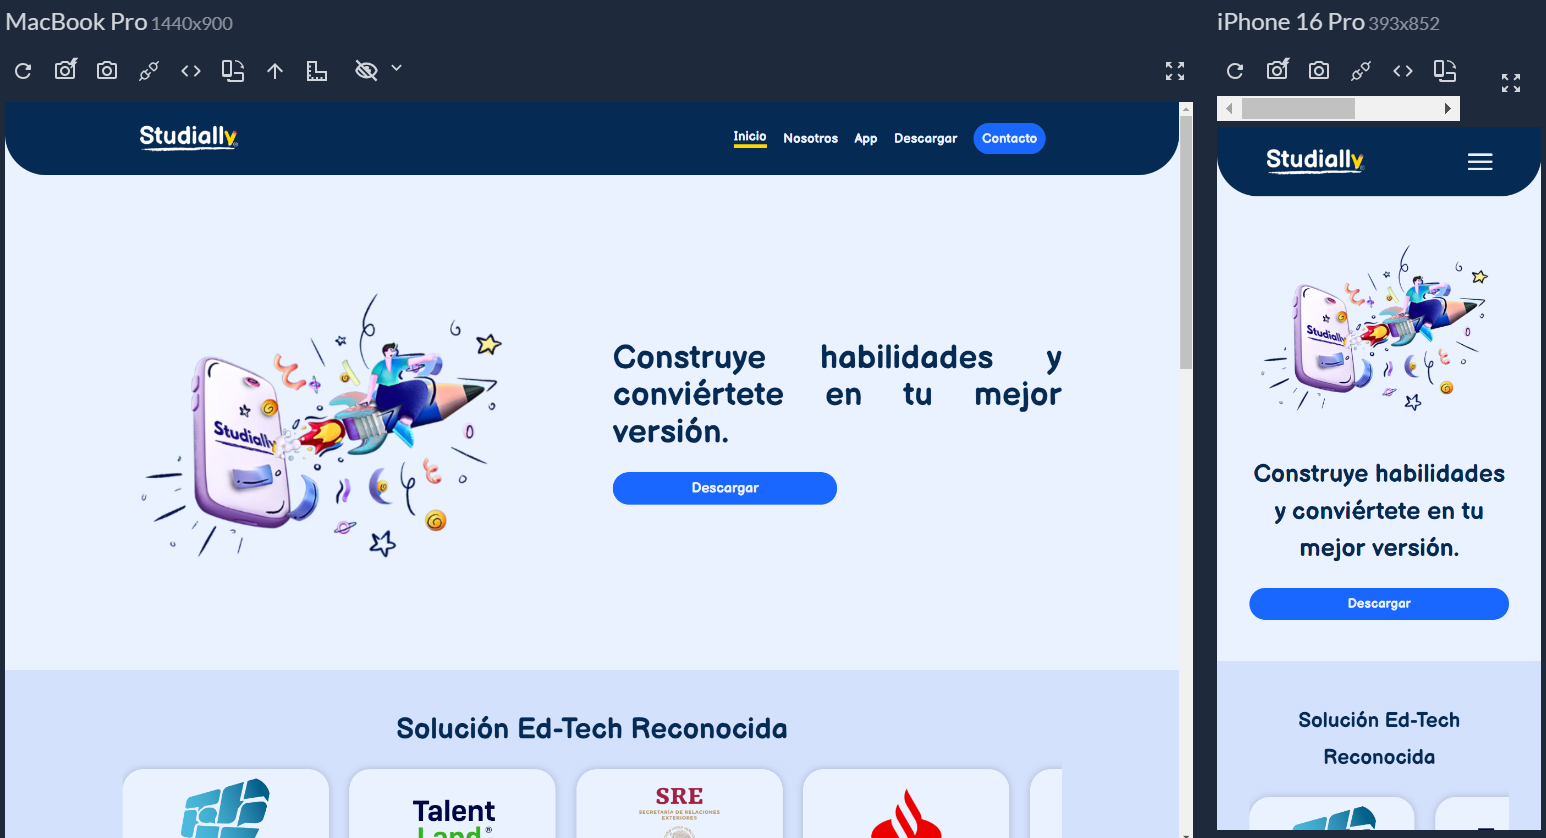 MacBook Pro 1440x900
iPhone 16 Pro 393x852
Studially
Inicio Nosotros App Descargar Contacto
Studially
Construye habilidades y
conviértete en tu mejor
versión.
Descargar
Solución Ed-Tech Reconocida
Talent
Land®
SRE
SECRETARÍA DE RELACIONES
EXTERIORES
Studially
Studially
Construye habilidades
y conviértete en tu
mejor versión.
Descargar
Solución Ed-Tech
Reconocida